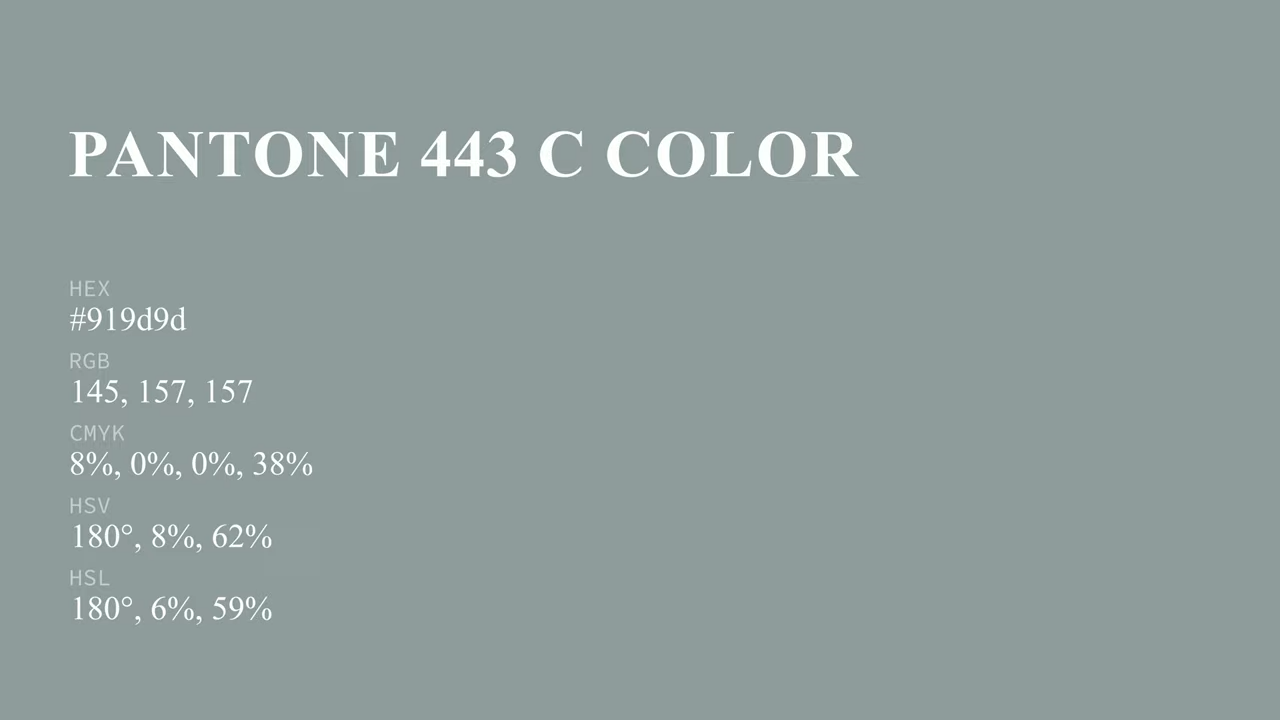 PANTONE 443 C COLOR
HEX
#919d9d
RGB
145, 157, 157
CMYK
8%, 0%, 0%, 38%
HSV
180°, 8%, 62%
HSL
180°, 6%, 59%